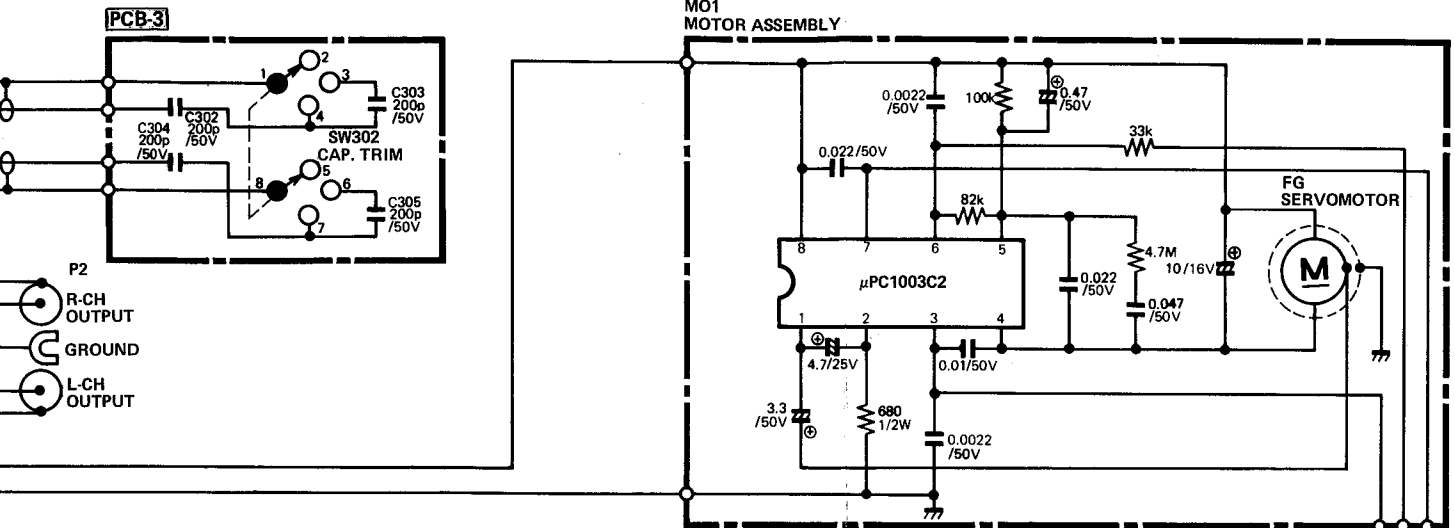 PCB-3
1
2
3
4
C303
200p
/50V
C302
200p
/50V
C304
200p
/50V
SW302
CAP. TRIM
5
6
7
8
C305
200p
/50V
P2
R-CH
OUTPUT
GROUND
L-CH
OUTPUT
MO1
MOTOR ASSEMBLY
0.0022
/50V
100k
0.47
/50V
33k
0.022/50V
82k
8
7
6
5
μPC1003C2
1
2
3
4
4.7M
0.022
/50V
0.047
/50V
10/16V
FG
SERVOMOTOR
M
4.7/25V
0.01/50V
3.3
/50V
680
1/2W
0.0022
/50V